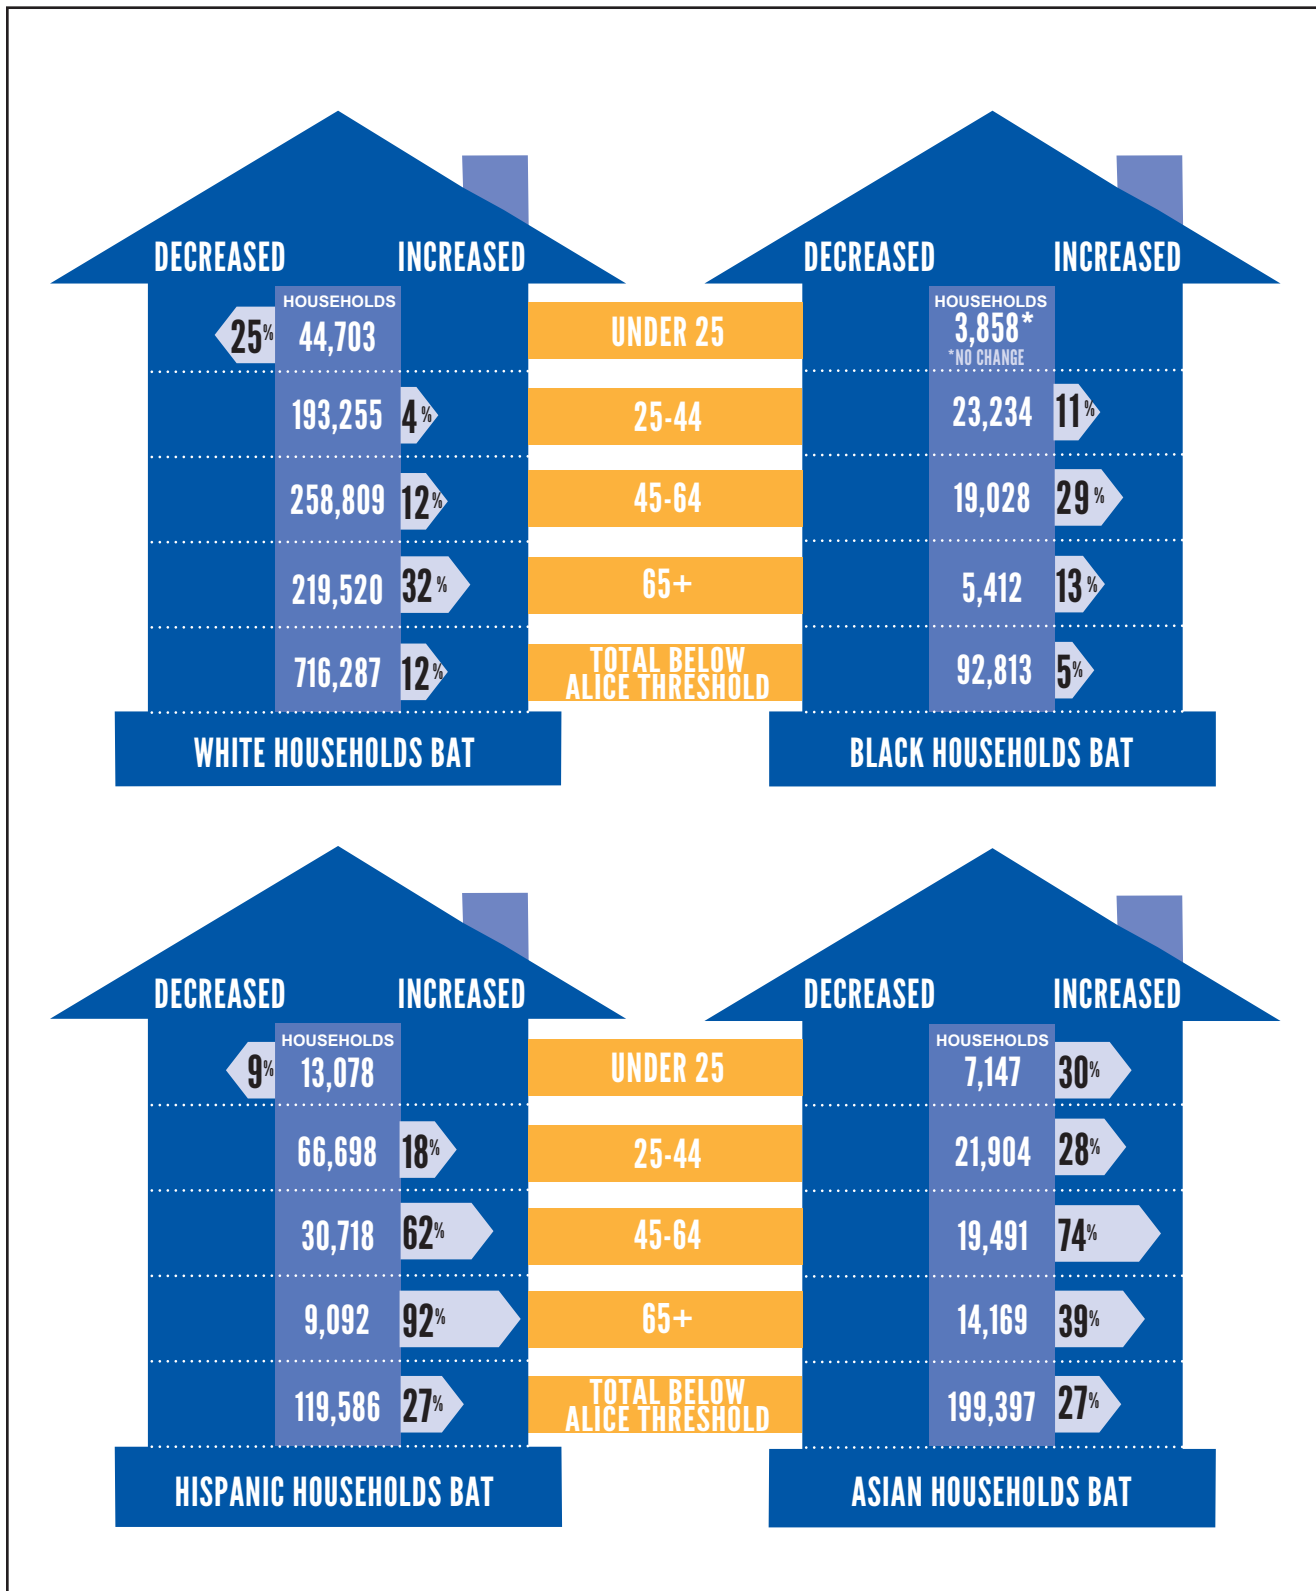 DECREASED INCREASED
HOUSEHOLDS
25% 44,703
193,255 4%
258,809 12%
219,520 32%
716,287 12%
WHITE HOUSEHOLDS BAT
UNDER 25
25-44
45-64
65+
TOTAL BELOW
ALICE THRESHOLD
DECREASED INCREASED
HOUSEHOLDS
3,858*
*NO CHANGE
23,234 11%
19,028 29%
5,412 13%
92,813 5%
BLACK HOUSEHOLDS BAT
DECREASED INCREASED
HOUSEHOLDS
9% 13,078
66,698 18%
30,718 62%
9,092 92%
119,586 27%
HISPANIC HOUSEHOLDS BAT
UNDER 25
25-44
45-64
65+
TOTAL BELOW
ALICE THRESHOLD
DECREASED INCREASED
HOUSEHOLDS
7,147 30%
21,904 28%
19,491 74%
14,169 39%
199,397 27%
ASIAN HOUSEHOLDS BAT